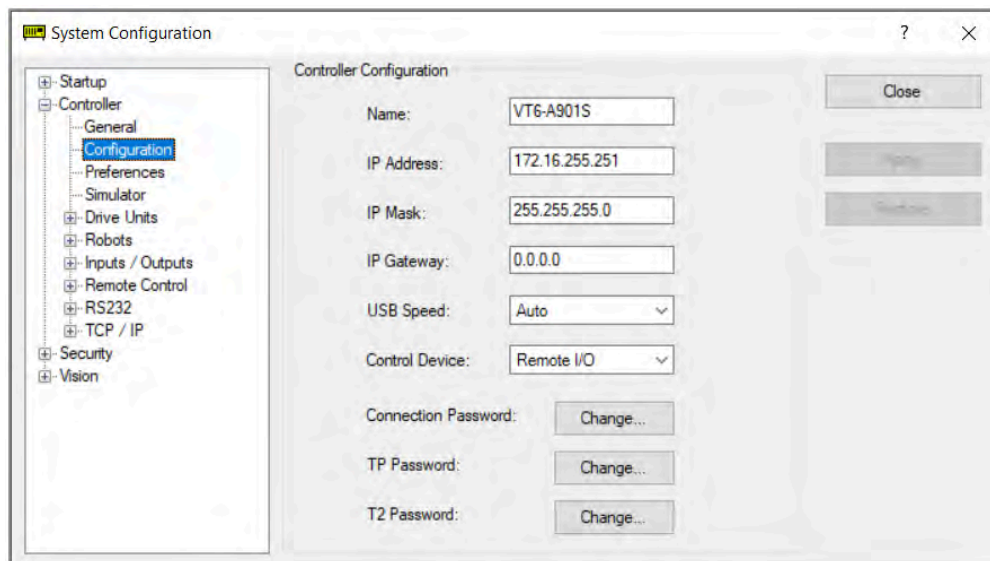 System Configuration
?
Startup
Controller
General
Configuration
Preferences
Simulator
Drive Units
Robots
Inputs / Outputs
Remote Control
RS232
TCP / IP
Security
Vision
Controller Configuration
Name: VT6-A901S
IP Address: 172.16.255.251
IP Mask: 255.255.255.0
IP Gateway: 0.0.0.0
USB Speed: Auto
Control Device: Remote I/O
Connection Password: Change...
TP Password: Change...
T2 Password: Change...
Close